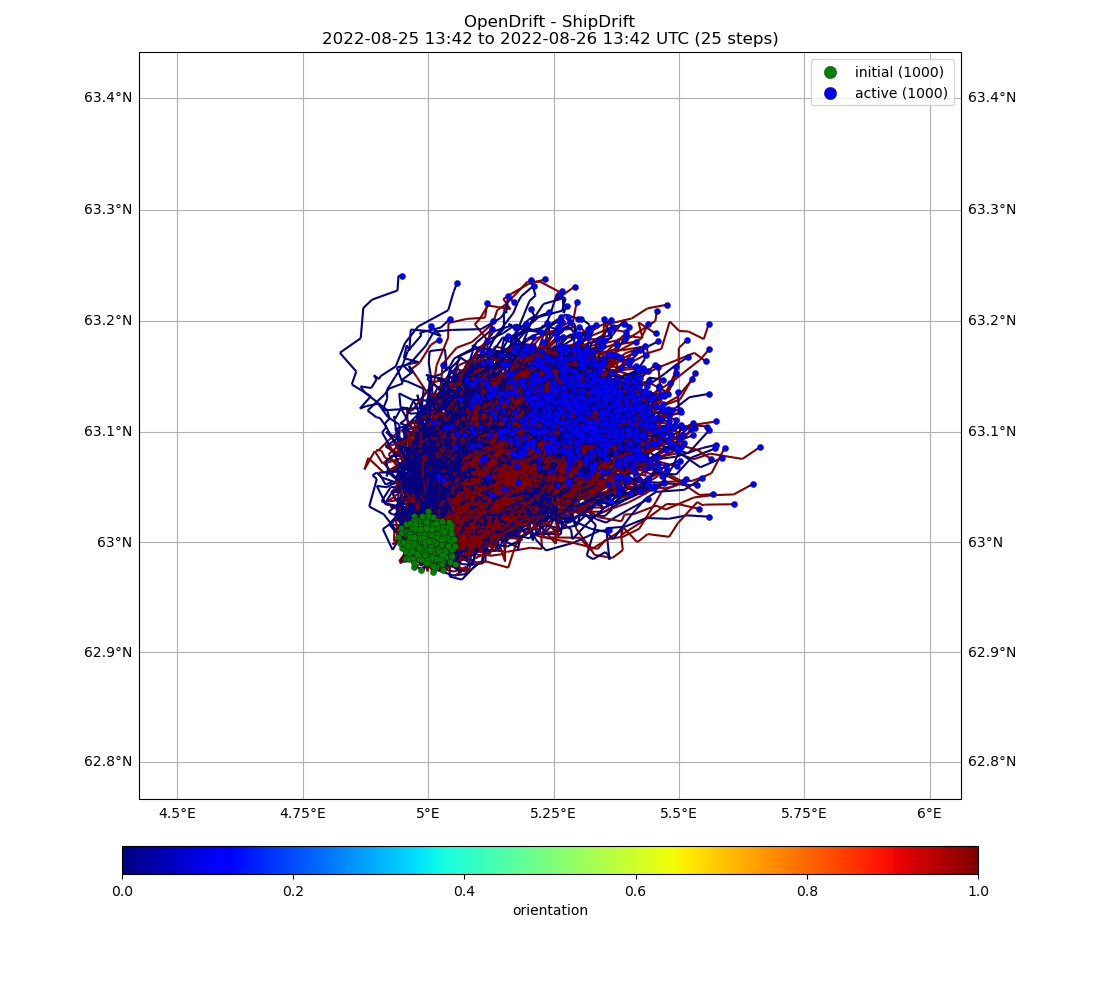 OpenDrift - ShipDrift
2022-08-25 13:42 to 2022-08-26 13:42 UTC (25 steps)
initial (1000)
active (1000)
63.4°N 63.4°N
63.3°N 63.3°N
63.2°N 63.2°N
63.1°N 63.1°N
63°N 63°N
62.9°N 62.9°N
62.8°N 62.8°N
4.5°E 4.75°E 5°E 5.25°E 5.5°E 5.75°E 6°E
0.0 0.2 0.4 0.6 0.8 1.0
orientation